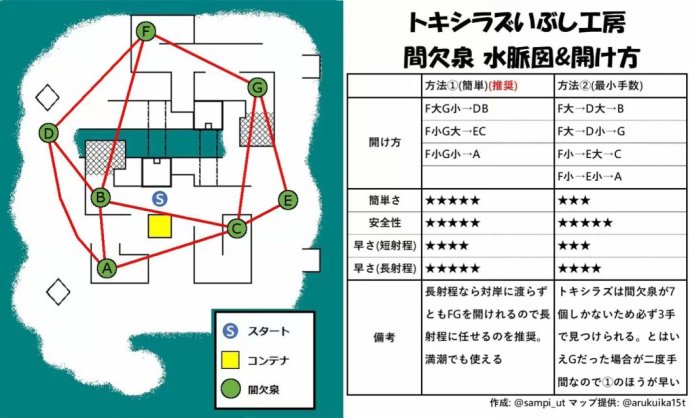 トキシラズいぶし工房
間欠泉 水脈図&開け方
F
G
D
B
S
E
C
A
S スタート
コンテナ
間欠泉
方法①(簡単)(推奨)
方法②(最小手数)
開け方
F大G小→DB
F大→D大→B
F小G大→EC
F大→D小→G
F小G小→A
F小→E大→C
F小→E小→A
簡単さ
★★★★★
★★★
安全性
★★★★★
★★★★★
早さ(短射程)
★★★★
★★★
早さ(長射程)
★★★★★
★★★★
備考
長射程なら対岸に渡らず
ともFGを開けれるので長
射程に任せるのを推奨。
満潮でも使える
トキシラズは間欠泉が7
個しかないため必ず3手
で見つけられる。とはい
えGだった場合が二度手
間なので①のほうが早い
作成: @sampi_ut マップ提供: @arukuika15t